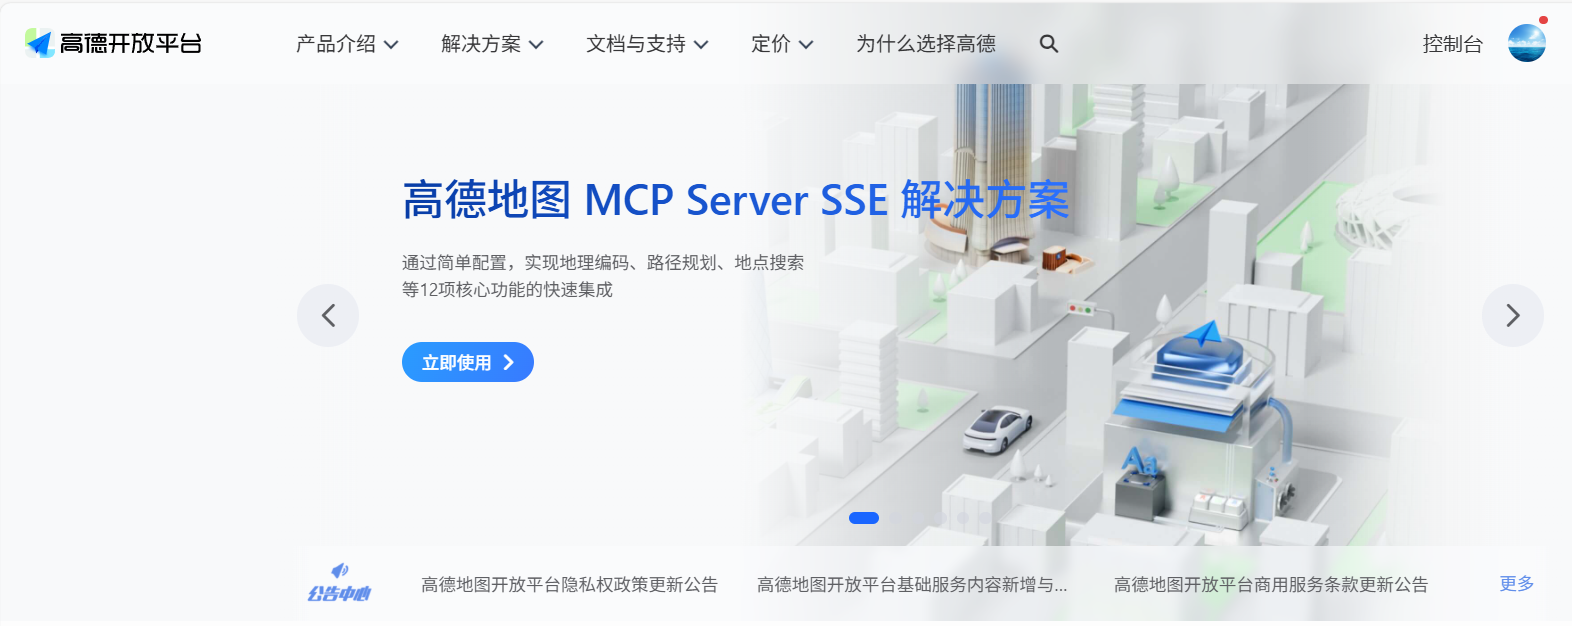 高德开放平台 产品介绍 解决方案 文档与支持 定价 为什么选择高德 控制台
高德地图 MCP Server SSE 解决方案
通过简单配置，实现地理编码、路径规划、地点搜索
等12项核心功能的快速集成
立即使用
Aa
公告中心 高德地图开放平台隐私权政策更新公告 高德地图开放平台基础服务内容新增与... 高德地图开放平台商用服务条款更新公告 更多